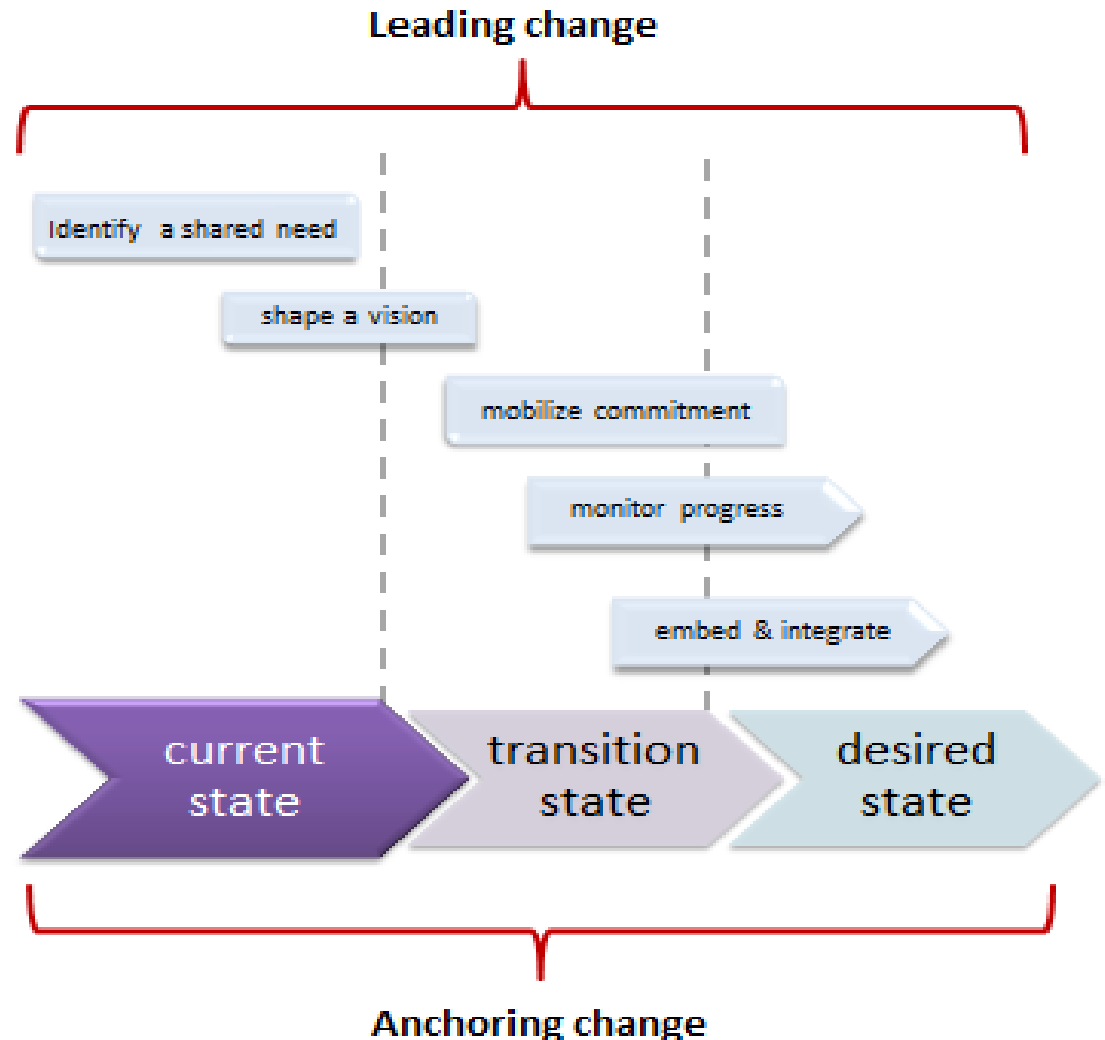 Leading change
Identify a shared need
shape a vision
mobilize commitment
monitor progress
embed & integrate
current
state
transition
state
desired
state
Anchoring change